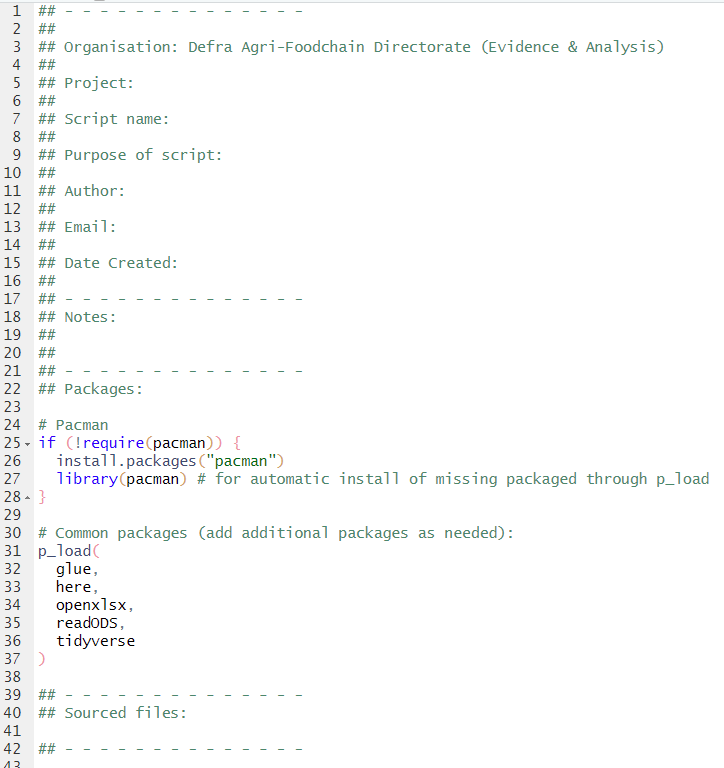 1 ## - - - - - - - - - - - - - -
2 ##
3 ## Organisation: Defra Agri-Foodchain Directorate (Evidence & Analysis)
4 ##
5 ## Project:
6 ##
7 ## Script name:
8 ##
9 ## Purpose of script:
10 ##
11 ## Author:
12 ##
13 ## Email:
14 ##
15 ## Date Created:
16 ##
17 ## - - - - - - - - - - - - - -
18 ## Notes:
19 ##
20 ##
21 ## - - - - - - - - - - - - - -
22 ## Packages:
23
24 # Pacman
25 if (!require(pacman)) {
26   install.packages("pacman")
27   library(pacman) # for automatic install of missing packaged through p_load
28 }
29
30 # Common packages (add additional packages as needed):
31 p_load(
32   glue,
33   here,
34   openxlsx,
35   readODS,
36   tidyverse
37 )
38
39 ## - - - - - - - - - - - - - -
40 ## Sourced files:
41
42 ## - - - - - - - - - - - - - -
43